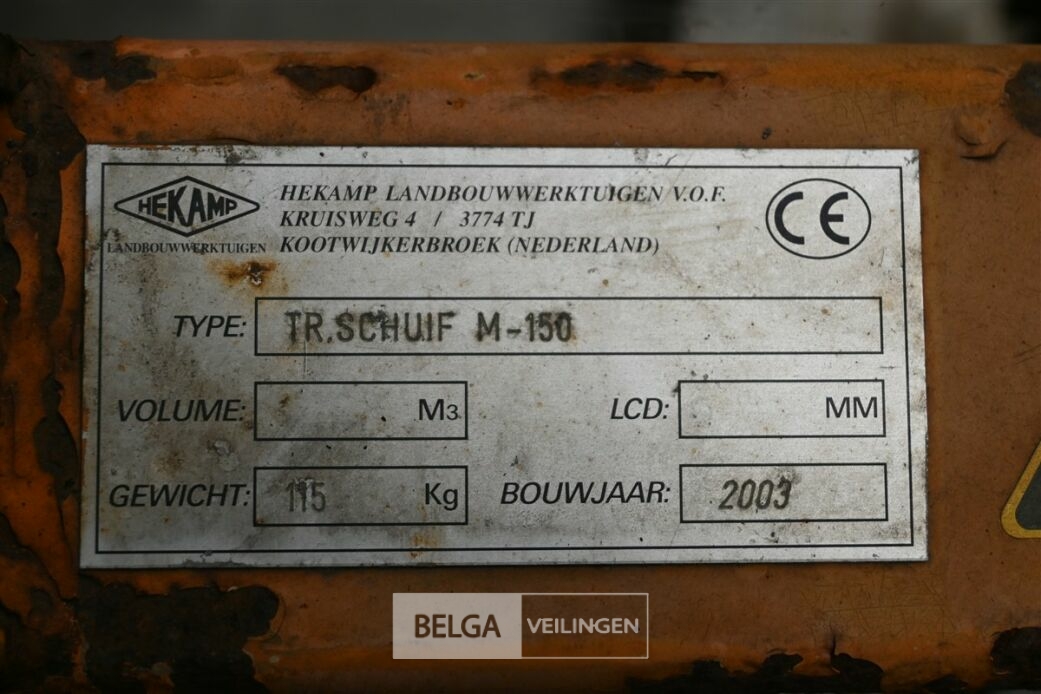 HEKAMP
LANDBOUWWERKTUIGEN
HEKAMP LANDBOUWWERKTUIGEN V.O.F.
KRUISWEG 4 / 3774 TJ
KOOTWIJKERBROEK (NEDERLAND)
CE
TYPE: TR.SCHUIF M-150
VOLUME: M3 LCD: MM
GEWICHT: 115 Kg BOUWJAAR: 2003
BELGA VEILINGEN